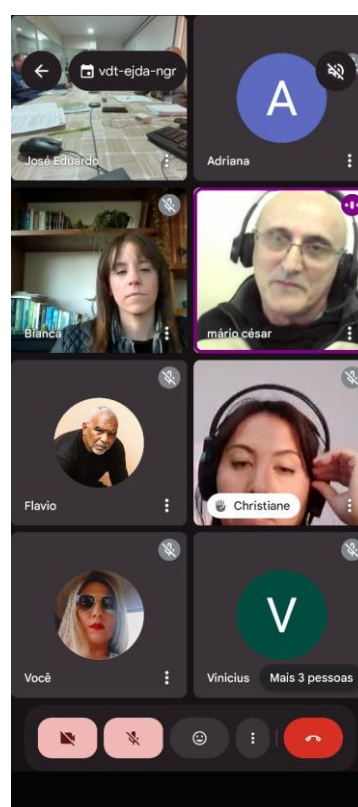 vdt-ejda-ngr
José Eduardo
A
Adriana
Bianca
mário césar
Flavio
Christiane
Você
V
Vinicius
Mais 3 pessoas